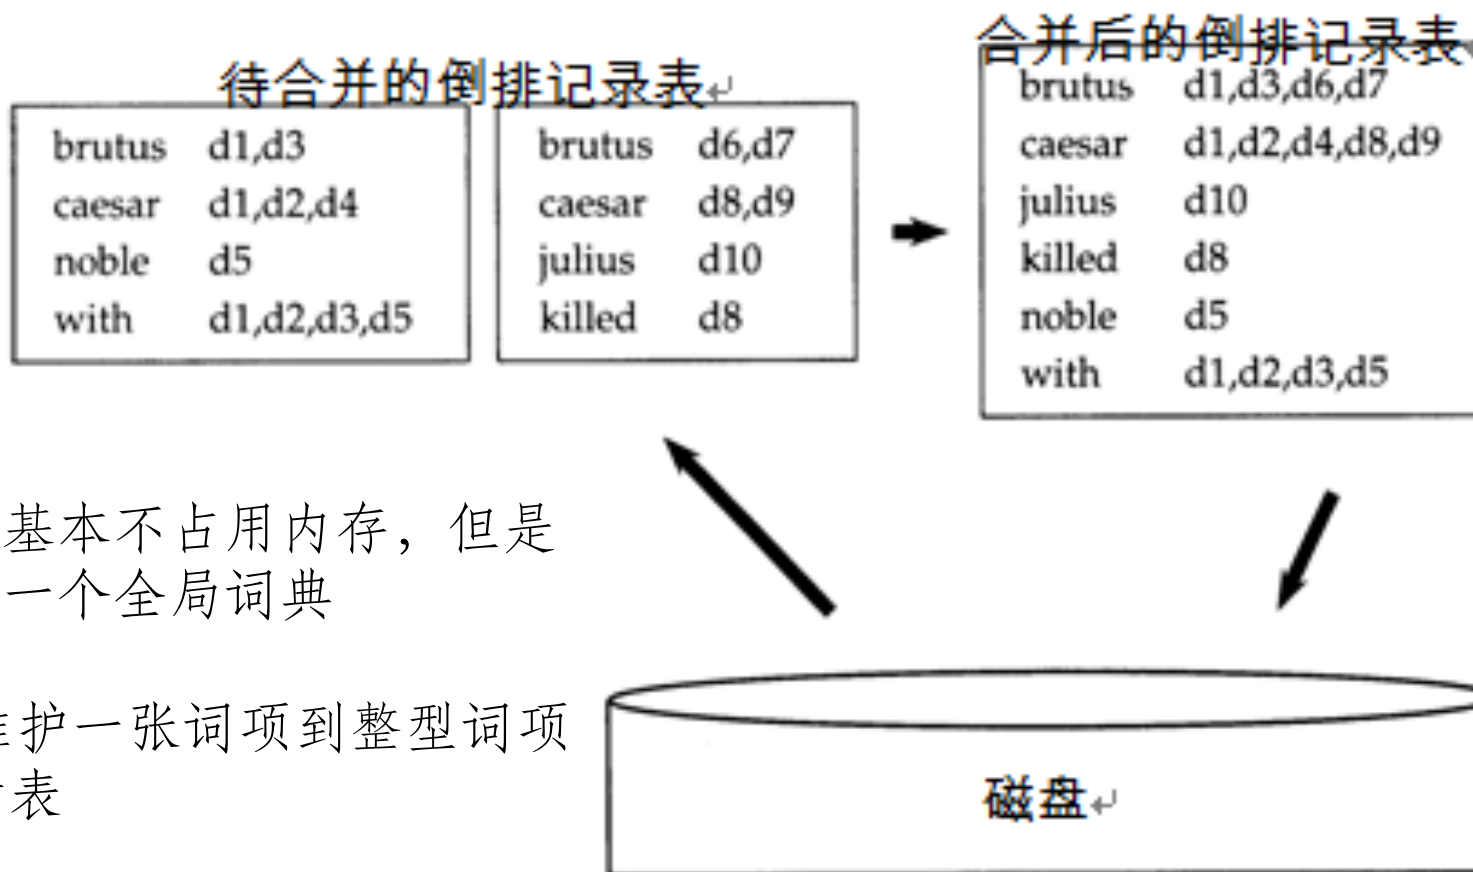 待合并的倒排记录表
brutus d1,d3
caesar d1,d2,d4
noble d5
with d1,d2,d3,d5
brutus d6,d7
caesar d8,d9
julius d10
killed d8
合并后的倒排记录表
brutus d1,d3,d6,d7
caesar d1,d2,d4,d8,d9
julius d10
killed d8
noble d5
with d1,d2,d3,d5
基本不占用内存，但是
一个全局词典
护一张词项到整型词项
表
磁盘